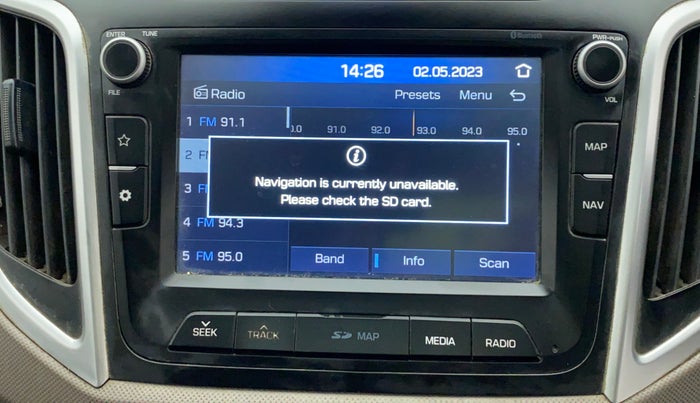 ENTER TUNE
Bluetooth
PWR-PUSH
FILE
VOL
14:26 02.05.2023
Radio Presets Menu
1 FM 91.1
.0 91.0 92.0 93.0 94.0 95.0
2 F
3 F
4 FM 94.3
5 FM 95.0
Navigation is currently unavailable.
Please check the SD card.
Band Info Scan
MAP
NAV
SEEK
TRACK
SD MAP
MEDIA
RADIO